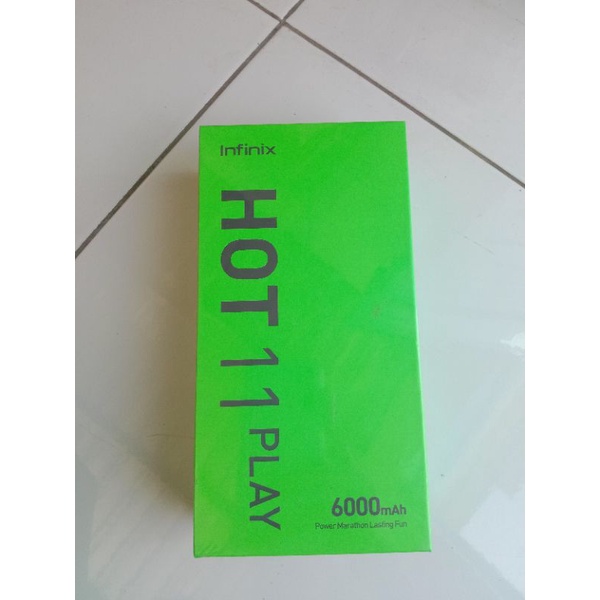 Infinix
HOT 11 PLAY
6000mAh
Power Marathon Lasting Fun